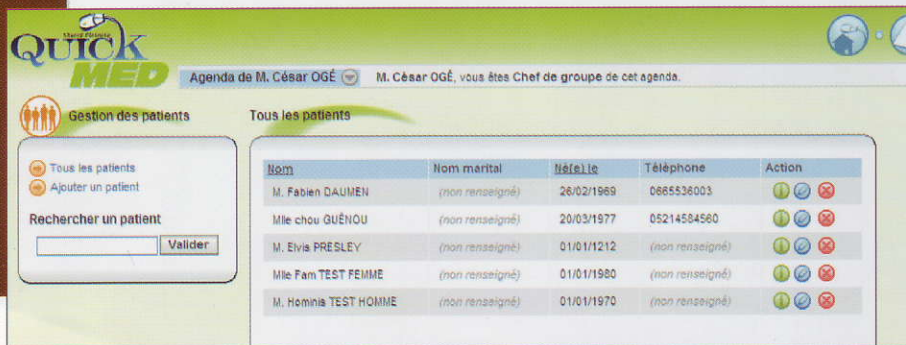 QUICK
MED
Agenda de M. César OGÉ M. César OGÉ, vous êtes Chef de groupe de cet agenda.
Gestion des patients
Tous les patients
Ajouter un patient
Rechercher un patient
Valider
Tous les patients
Nom Nom marital Né(e) le Téléphone Action
M. Fabien DAUMEN (non renseigné) 26/02/1969 0665536003
Mlle chou GUÉNOU (non renseigné) 20/03/1977 05214584560
M. Elvis PRESLEY (non renseigné) 01/01/1212 (non renseigné)
Mlle Fam TEST FEMME (non renseigné) 01/01/1980 (non renseigné)
M. Hominis TEST HOMME (non renseigné) 01/01/1970 (non renseigné)